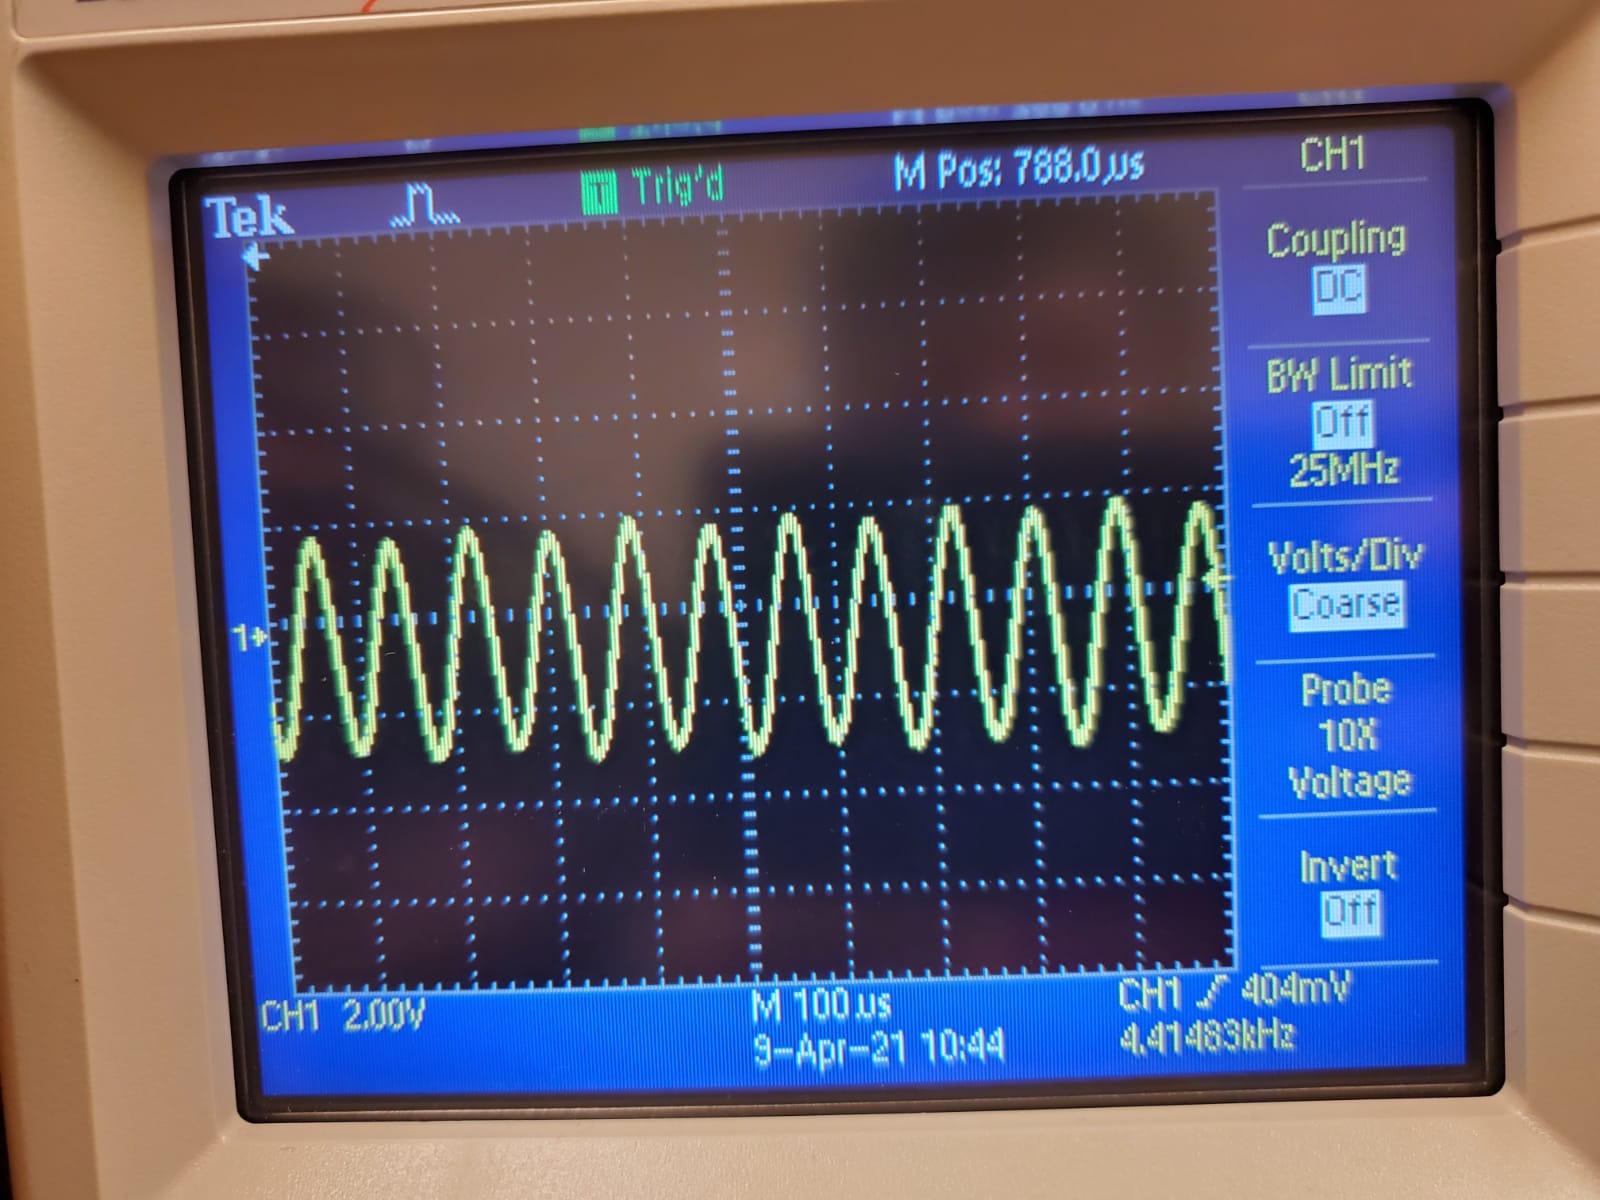 Tek
Trig'd
M Pos: 788.0µs
CH1
Coupling
DC
BW Limit
Off
25MHz
Volts/Div
Coarse
Probe
10X
Voltage
Invert
Off
1
CH1 2.00V
M 100µs
CH1 404mV
9-Apr-21 10:44
4.41483kHz